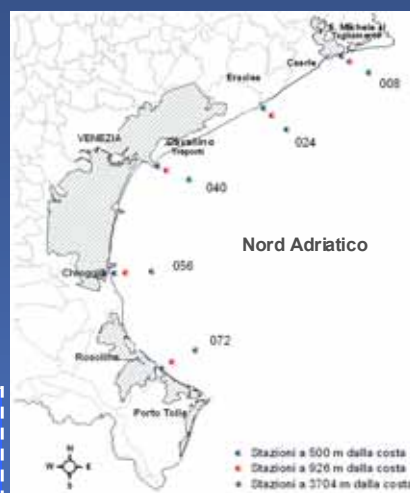 S. Michele al
Tagliamento
Caorle
008
Eraclea
024
VENEZIA
Cavallino
Treporti
040
Nord Adriatico
056
Chioggia
072
Rosolina
Porto Tolle
N
W E
S
Stazioni a 500 m dalla costa
Stazioni a 926 m dalla costa
Stazioni a 3704 m dalla costa